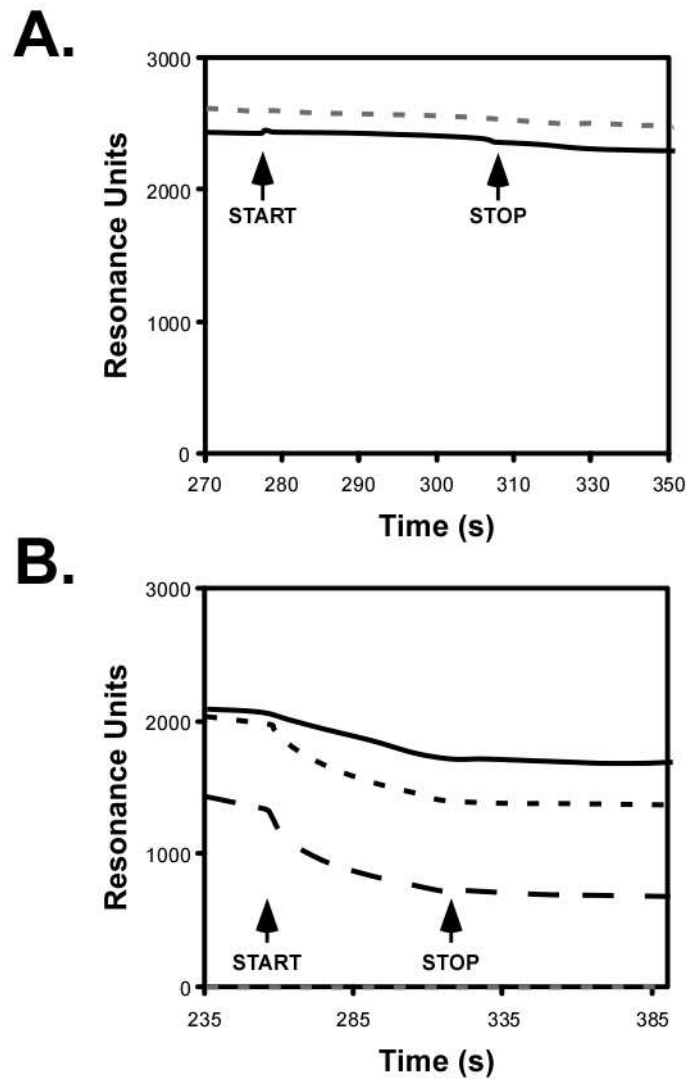 A.
3000
2000
1000
0
Resonance Units
START
STOP
270 280 290 300 310 330 350
Time (s)
B.
3000
2000
1000
0
Resonance Units
START
STOP
235 285 335 385
Time (s)